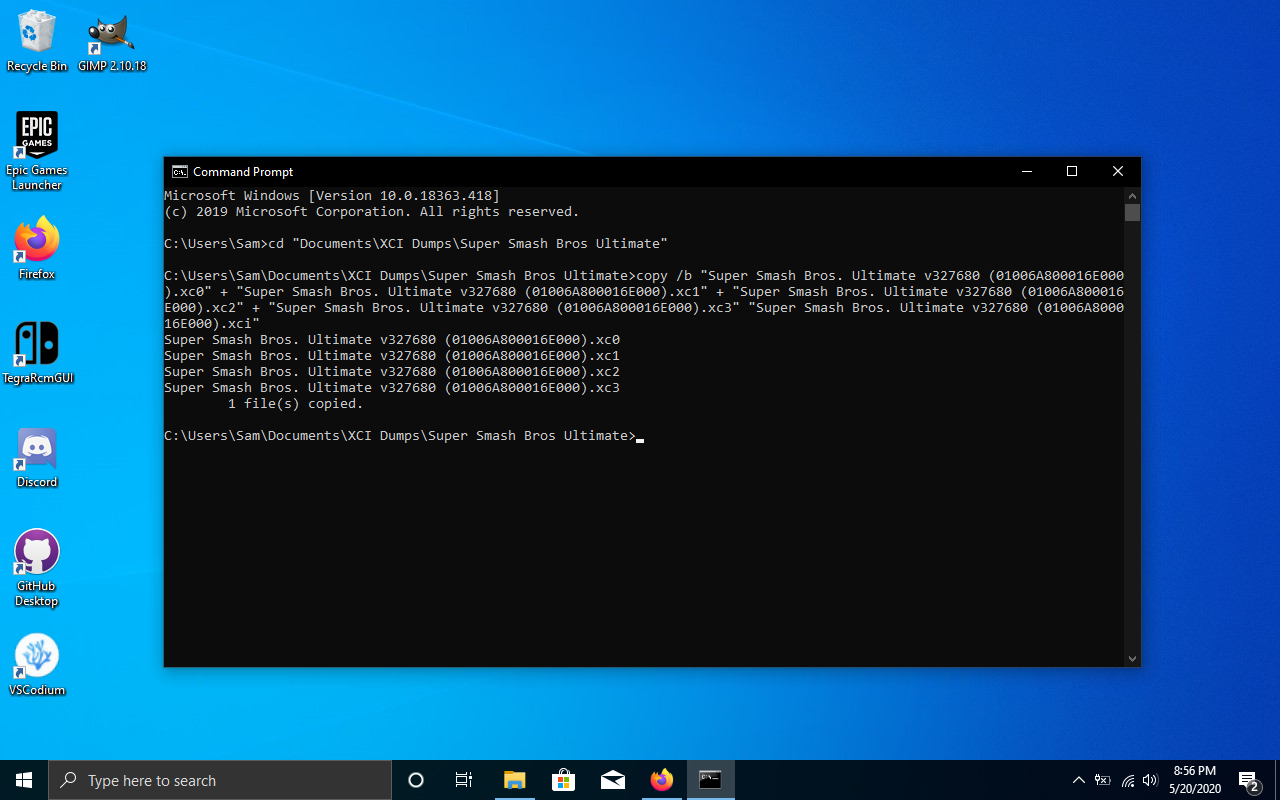 Recycle Bin
GIMP 2.10.18
EPIC
GAMES
Epic Games
Launcher
Firefox
TegraRcmGUI
Discord
GitHub
Desktop
VSCodium
Command Prompt
Microsoft Windows [Version 10.0.18363.418]
(c) 2019 Microsoft Corporation. All rights reserved.
C:\Users\Sam>cd "Documents\XCI Dumps\Super Smash Bros Ultimate"
C:\Users\Sam\Documents\XCI Dumps\Super Smash Bros Ultimate>copy /b "Super Smash Bros. Ultimate v327680 (01006A800016E000
).xc0" + "Super Smash Bros. Ultimate v327680 (01006A800016E000).xc1" + "Super Smash Bros. Ultimate v327680 (01006A800016
E000).xc2" + "Super Smash Bros. Ultimate v327680 (01006A800016E000).xc3" "Super Smash Bros. Ultimate v327680 (01006A8000
16E000).xci"
Super Smash Bros. Ultimate v327680 (01006A800016E000).xc0
Super Smash Bros. Ultimate v327680 (01006A800016E000).xc1
Super Smash Bros. Ultimate v327680 (01006A800016E000).xc2
Super Smash Bros. Ultimate v327680 (01006A800016E000).xc3
1 file(s) copied.
C:\Users\Sam\Documents\XCI Dumps\Super Smash Bros Ultimate>
Type here to search
8:56 PM
5/20/2020
2